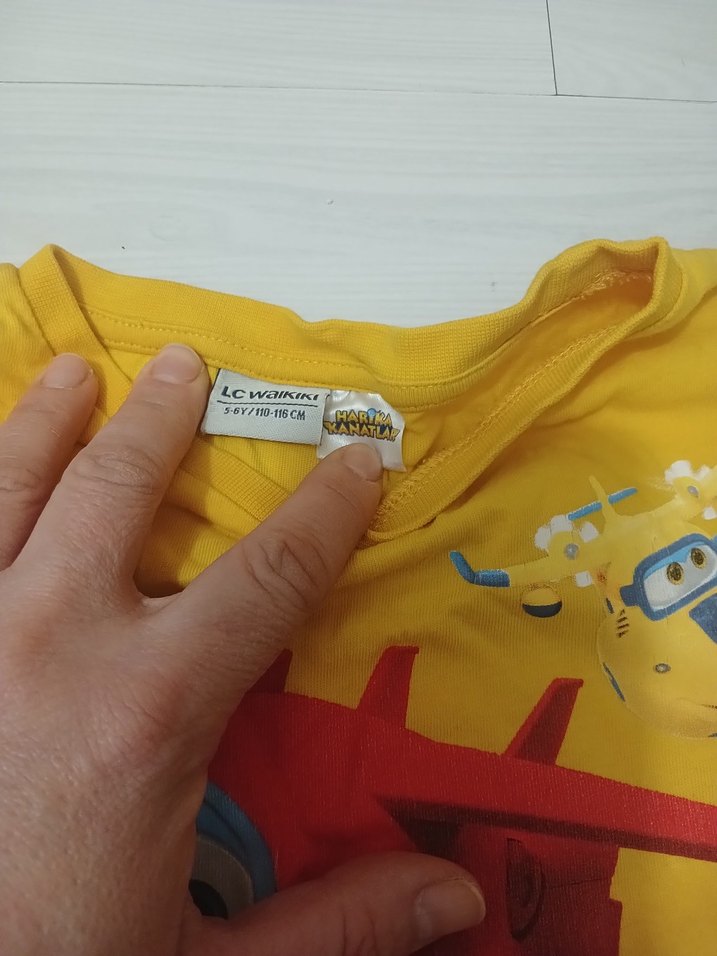 LC WAIKIKI
5-6Y/110-116 CM
HARİKA
KANATLAR